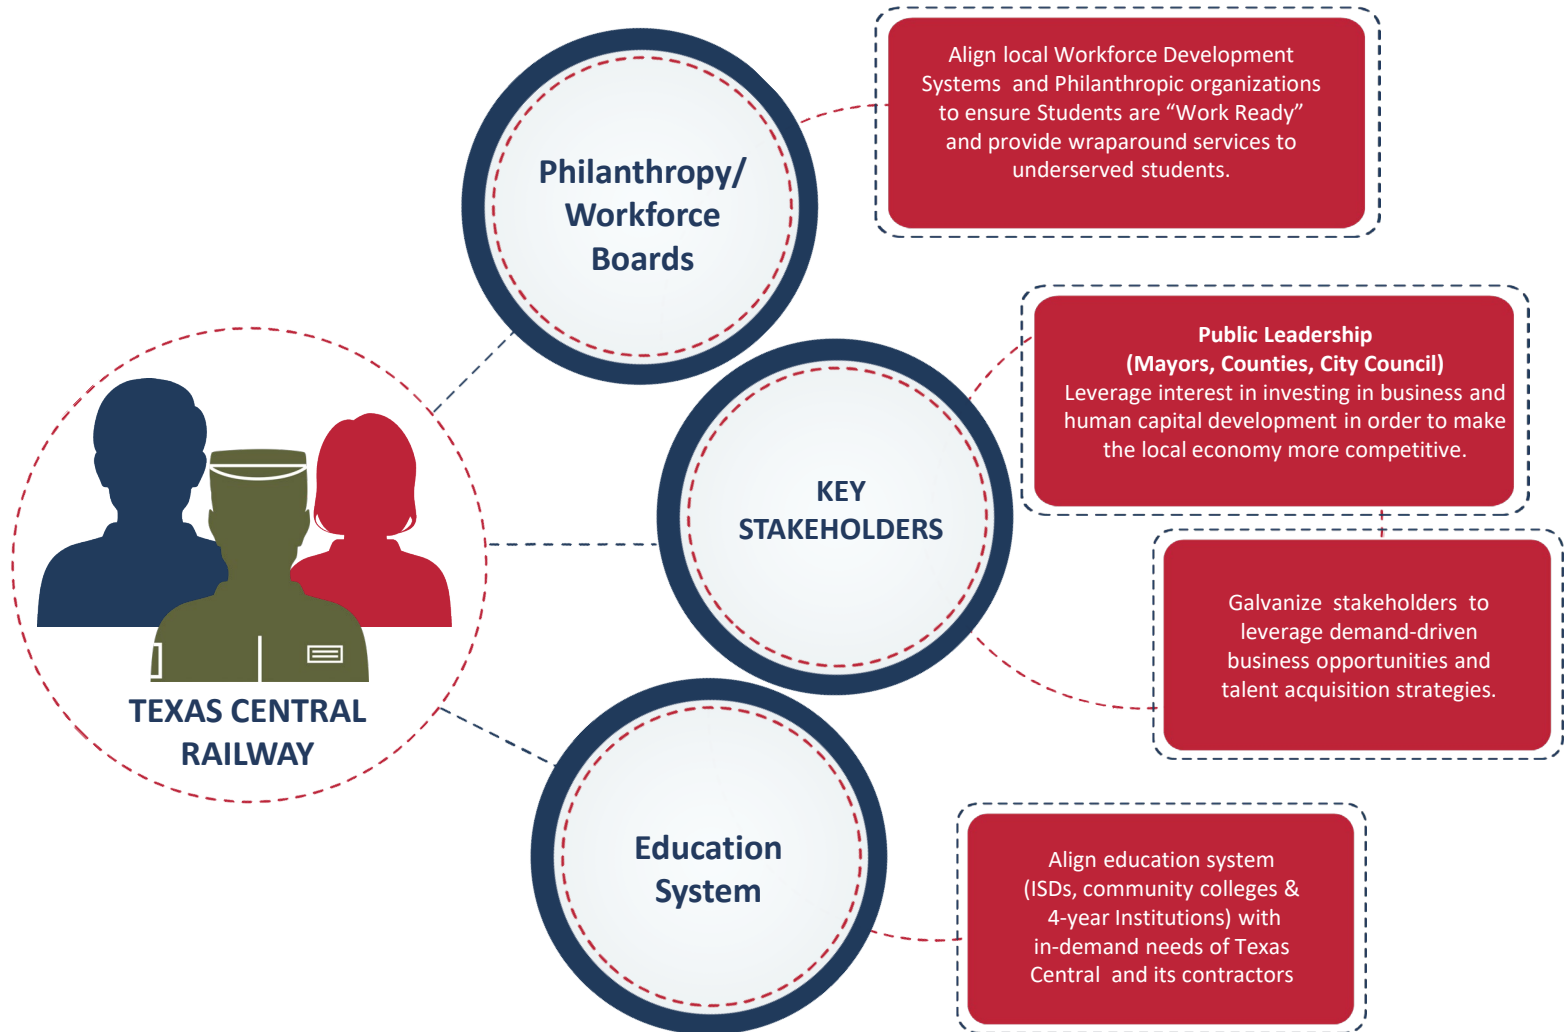 Philanthropy/
Workforce
Boards
Align local Workforce Development
Systems and Philanthropic organizations
to ensure Students are “Work Ready”
and provide wraparound services to
underserved students.
TEXAS CENTRAL
RAILWAY
KEY
STAKEHOLDERS
Public Leadership
(Mayors, Counties, City Council)
Leverage interest in investing in business and
human capital development in order to make
the local economy more competitive.
Galvanize stakeholders to
leverage demand-driven
business opportunities and
talent acquisition strategies.
Education
System
Align education system
(ISDs, community colleges &
4-year Institutions) with
in-demand needs of Texas
Central and its contractors